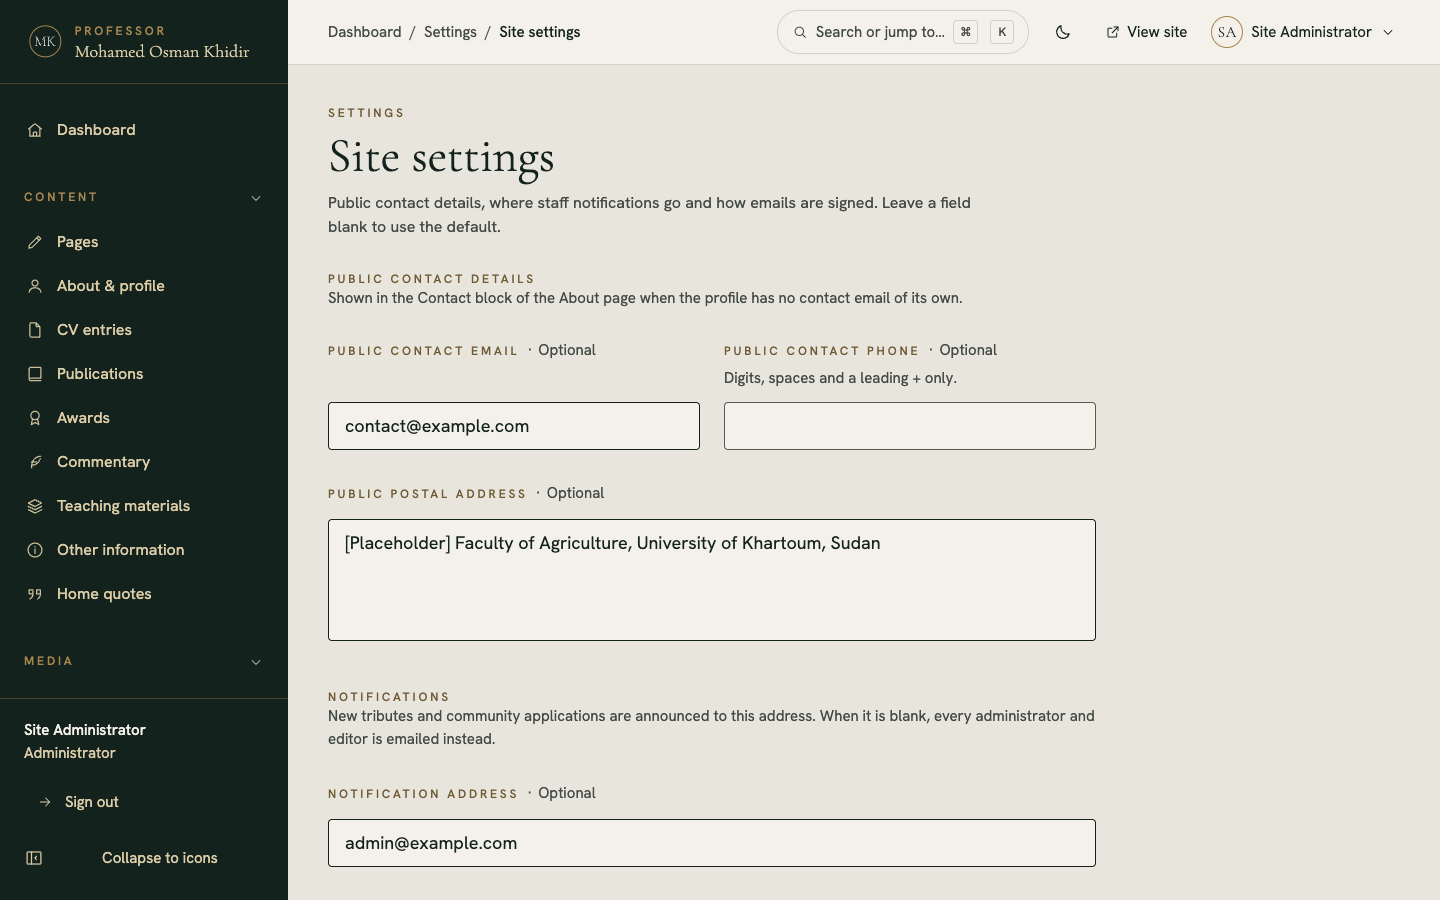 MK
PROFESSOR
Mohamed Osman Khidir
Dashboard
CONTENT
Pages
About & profile
CV entries
Publications
Awards
Commentary
Teaching materials
Other information
Home quotes
MEDIA
Site Administrator
Administrator
Sign out
Collapse to icons
Dashboard / Settings / Site settings
Search or jump to... ⌘ K
View site
SA Site Administrator
SETTINGS
Site settings
Public contact details, where staff notifications go and how emails are signed. Leave a field
blank to use the default.
PUBLIC CONTACT DETAILS
Shown in the Contact block of the About page when the profile has no contact email of its own.
PUBLIC CONTACT EMAIL · Optional
contact@example.com
PUBLIC CONTACT PHONE · Optional
Digits, spaces and a leading + only.
PUBLIC POSTAL ADDRESS · Optional
[Placeholder] Faculty of Agriculture, University of Khartoum, Sudan
NOTIFICATIONS
New tributes and community applications are announced to this address. When it is blank, every administrator and
editor is emailed instead.
NOTIFICATION ADDRESS · Optional
admin@example.com